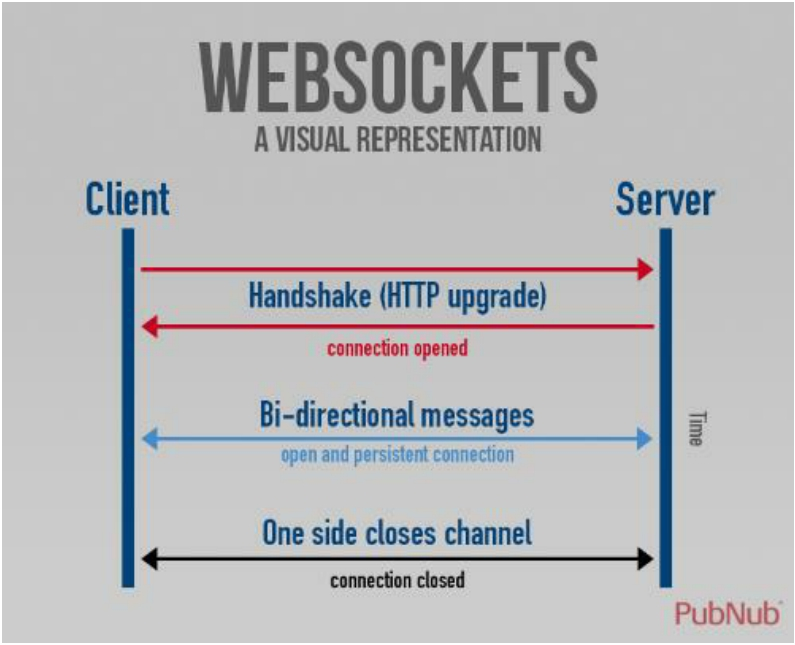 WEBSOCKETS
A VISUAL REPRESENTATION
Client
Server
Handshake (HTTP upgrade)
connection opened
Bi-directional messages
open and persistent connection
Time
One side closes channel
connection closed
PubNub